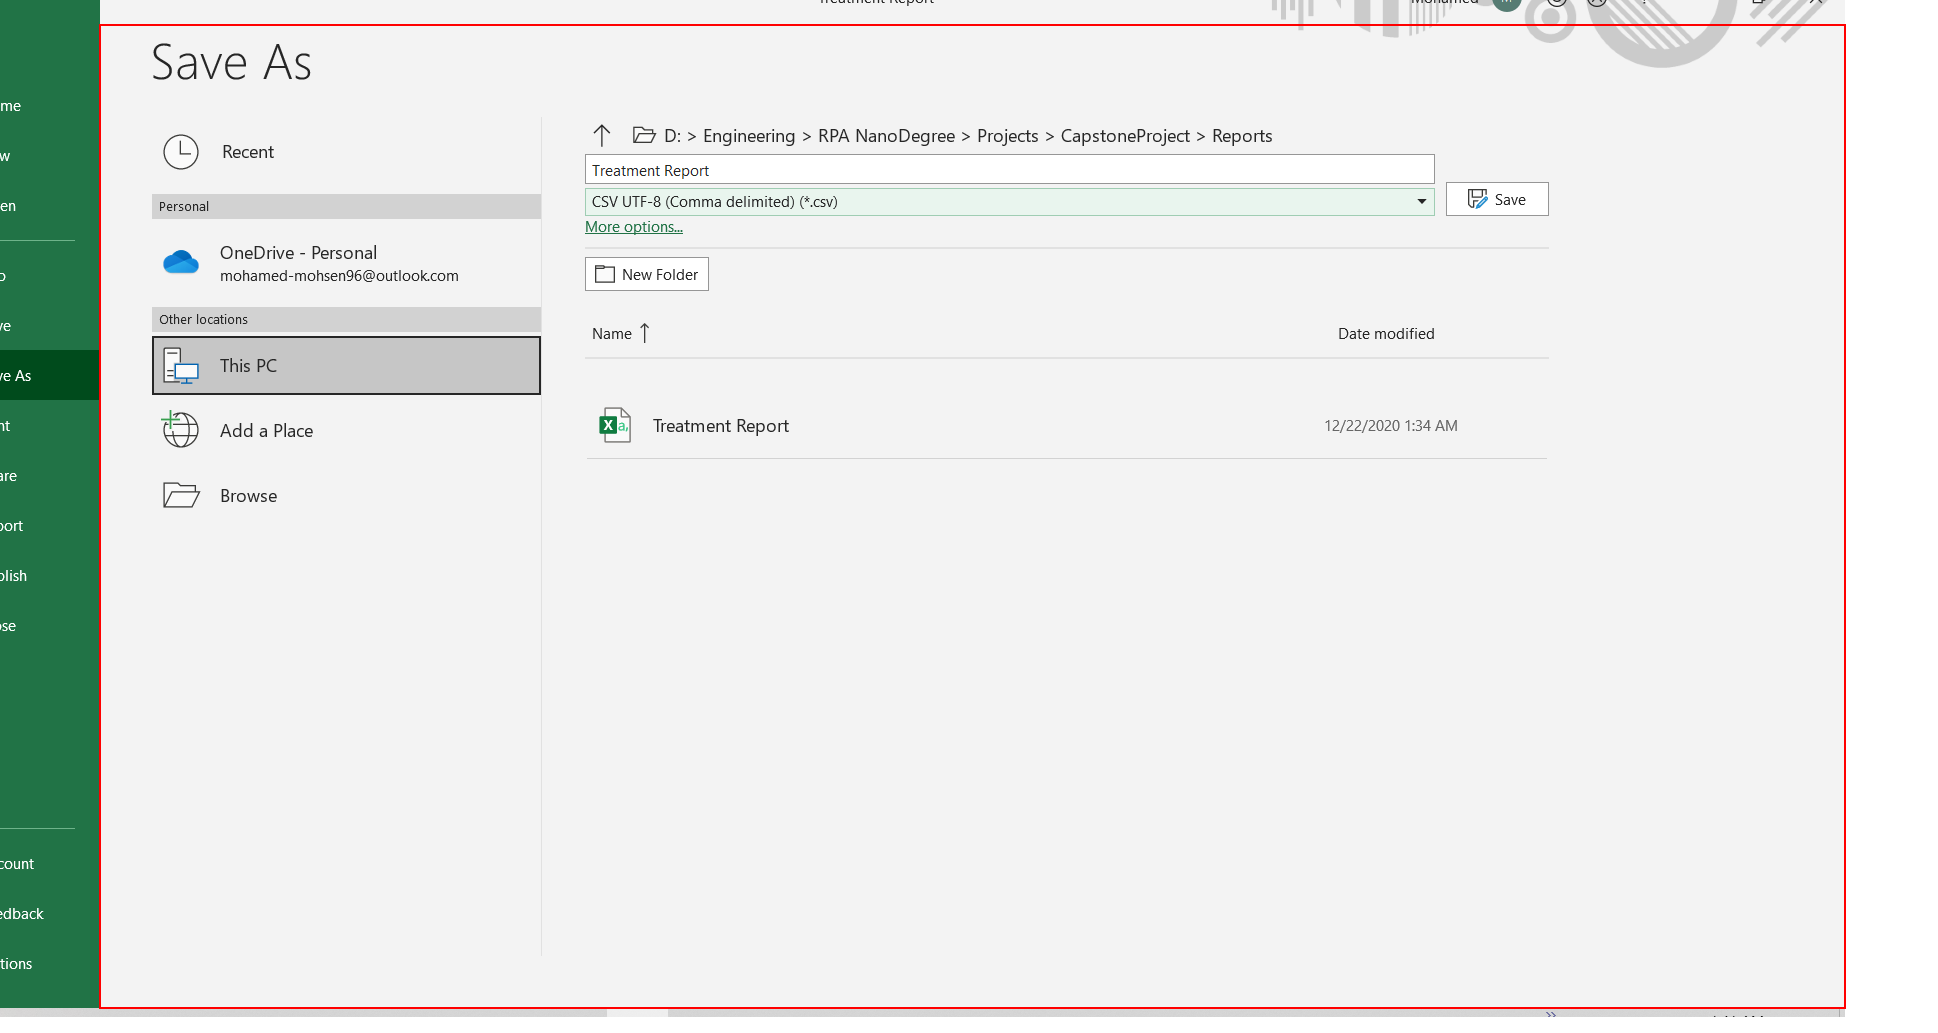 Treatment Report
Mohamed
Save As
me
w
en
o
ve
ve As
nt
are
port
blish
ose
count
edback
tions
Recent
Personal
OneDrive - Personal
mohamed-mohsen96@outlook.com
Other locations
This PC
Add a Place
Browse
D: > Engineering > RPA NanoDegree > Projects > CapstoneProject > Reports
Treatment Report
CSV UTF-8 (Comma delimited) (*.csv)
Save
More options...
New Folder
Name
Date modified
Treatment Report
12/22/2020 1:34 AM